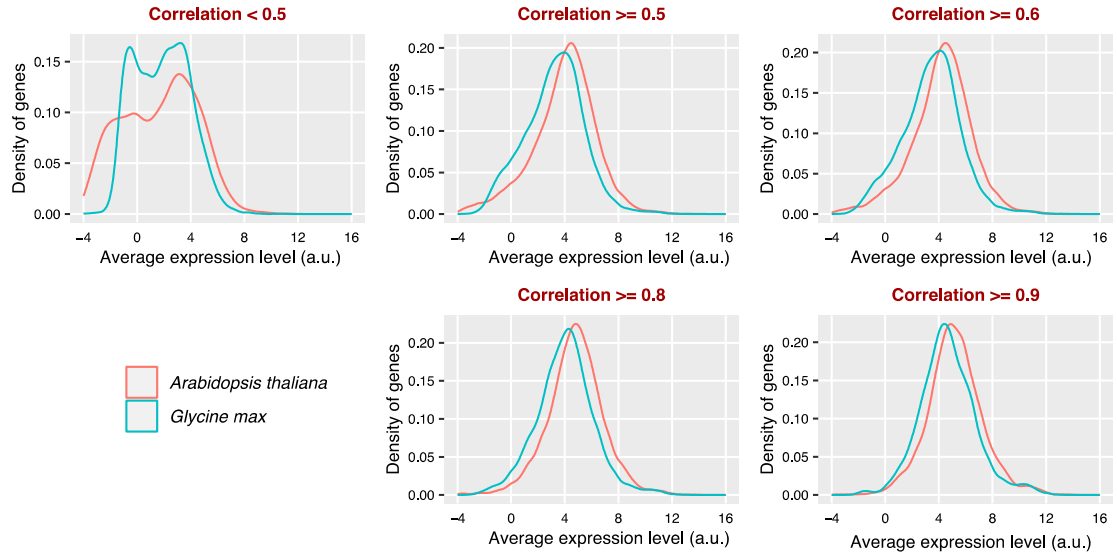 Correlation < 0.5
Density of genes
0.15
0.10
0.05
0.00
−4 0 4 8 12 16
Average expression level (a.u.)
Correlation >= 0.5
Density of genes
0.20
0.15
0.10
0.05
0.00
−4 0 4 8 12 16
Average expression level (a.u.)
Correlation >= 0.6
Density of genes
0.20
0.15
0.10
0.05
0.00
−4 0 4 8 12 16
Average expression level (a.u.)
Arabidopsis thaliana
Glycine max
Correlation >= 0.8
Density of genes
0.20
0.15
0.10
0.05
0.00
−4 0 4 8 12 16
Average expression level (a.u.)
Correlation >= 0.9
Density of genes
0.20
0.15
0.10
0.05
0.00
−4 0 4 8 12 16
Average expression level (a.u.)